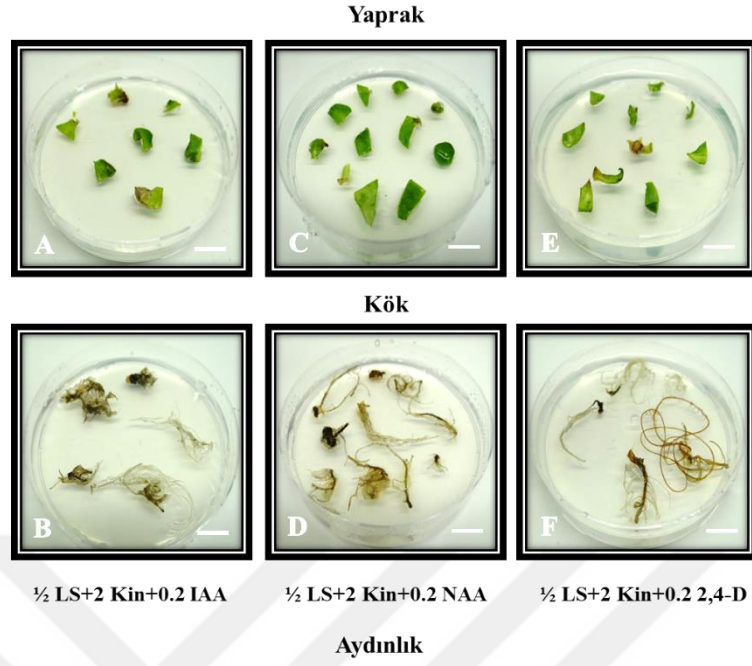 Yaprak
A
C
E
Kök
B
D
F
½ LS+2 Kin+0.2 IAA
½ LS+2 Kin+0.2 NAA
½ LS+2 Kin+0.2 2,4-D
Aydınlık